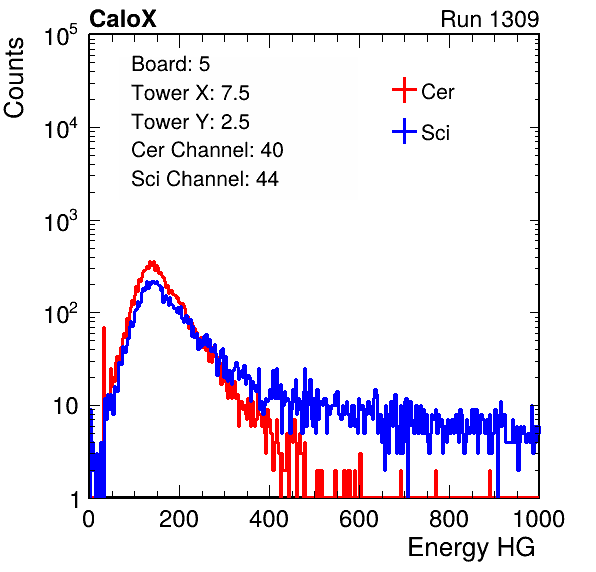 CaloX Run 1309
Counts
Board: 5
Tower X: 7.5
Tower Y: 2.5
Cer Channel: 40
Sci Channel: 44
Cer
Sci
10^5
10^4
10^3
10^2
10
1
0 200 400 600 800 1000
Energy HG